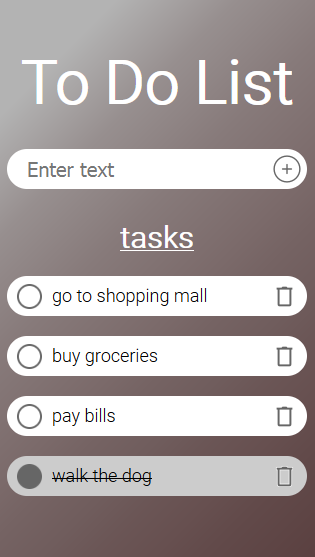 To Do List
Enter text
tasks
go to shopping mall
buy groceries
pay bills
walk the dog